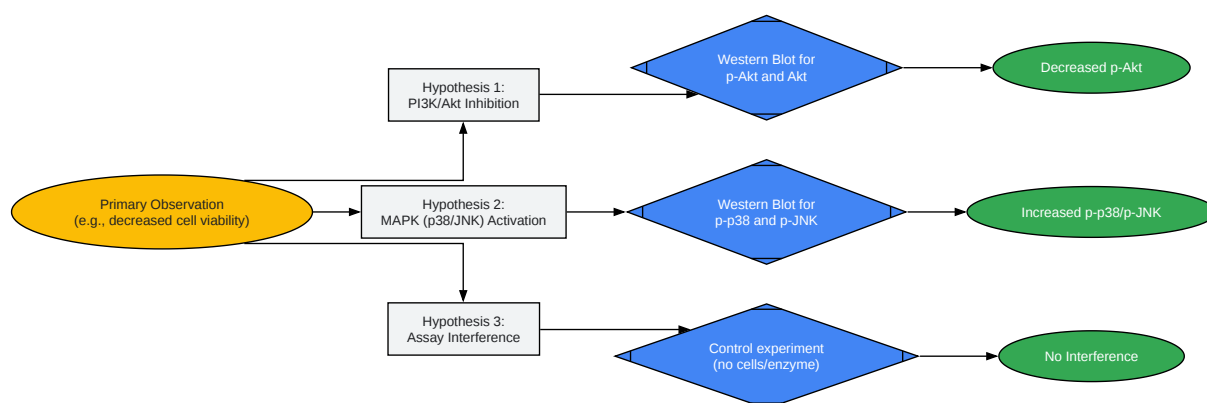 Primary Observation
(e.g., decreased cell viability)
Hypothesis 1:
PI3K/Akt Inhibition
Western Blot for
p-Akt and Akt
Decreased p-Akt
Hypothesis 2:
MAPK (p38/JNK) Activation
Western Blot for
p-p38 and p-JNK
Increased p-p38/p-JNK
Hypothesis 3:
Assay Interference
Control experiment
(no cells/enzyme)
No Interference